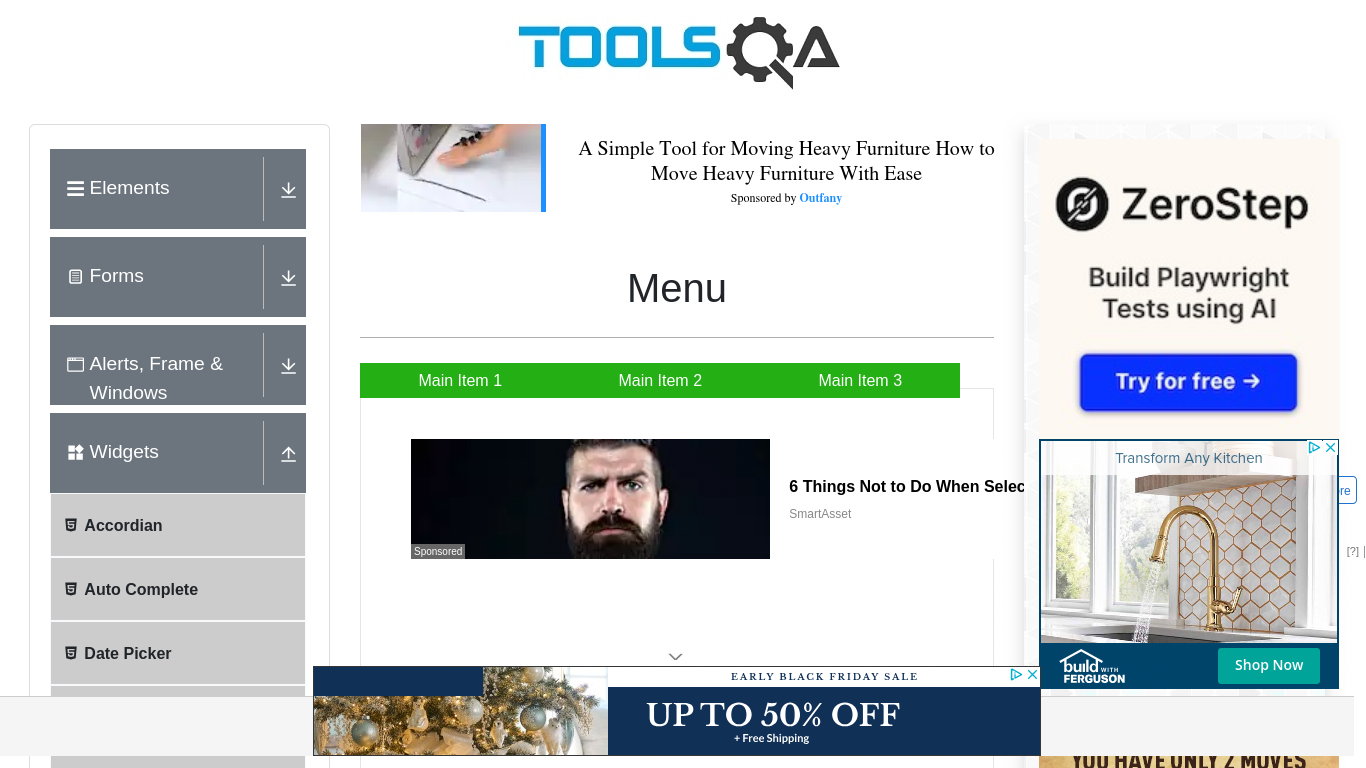 TOOLSQA
Elements
Forms
Alerts, Frame &
Windows
Widgets
Accordian
Auto Complete
Date Picker
A Simple Tool for Moving Heavy Furniture How to
Move Heavy Furniture With Ease
Sponsored by Outfany
Menu
Main Item 1
Main Item 2
Main Item 3
Sponsored
6 Things Not to Do When Selec
SmartAsset
ZeroStep
Build Playwright
Tests using AI
Try for free →
Transform Any Kitchen
re
[?]
build WITH
FERGUSON
Shop Now
EARLY BLACK FRIDAY SALE
UP TO 50% OFF
+ Free Shipping
YOU HAVE ONLY 2 MOVES